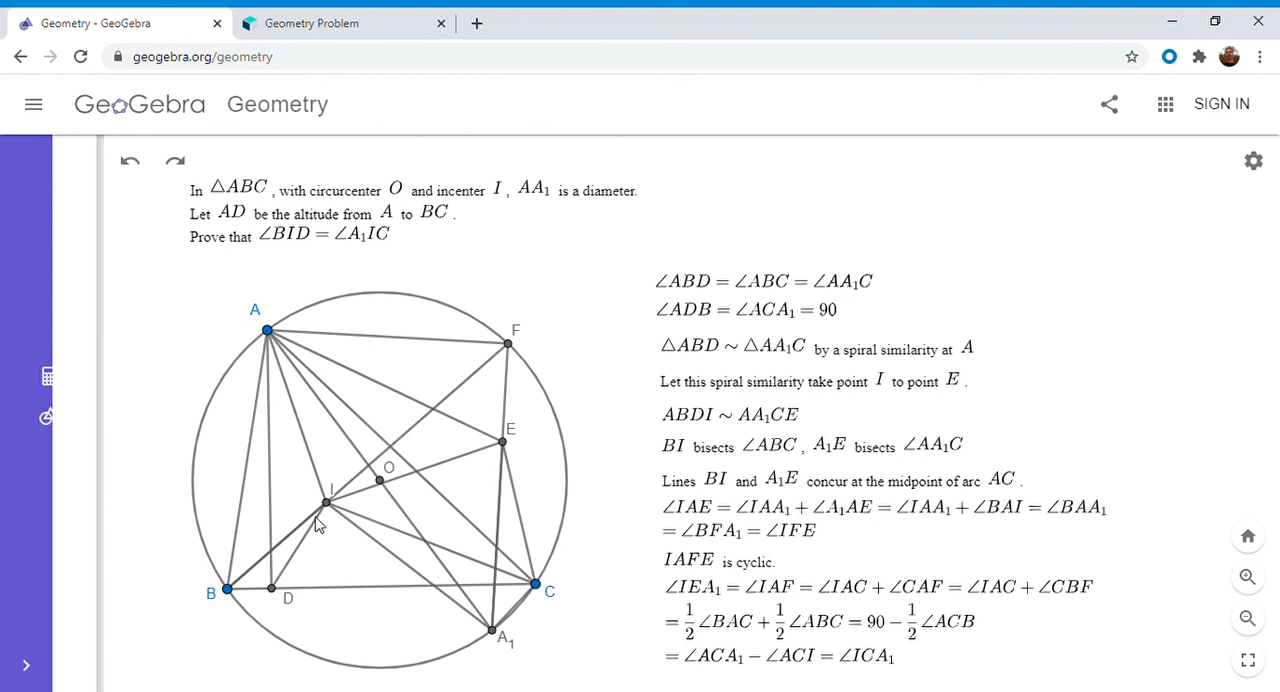 Geometry - GeoGebra
Geometry Problem
geogebra.org/geometry
GeoGebra Geometry
SIGN IN
In △ABC , with circurcenter O and incenter I , AA₁ is a diameter.
Let AD be the altitude from A to BC .
Prove that ∠BID = ∠A₁IC
A
F
E
O
I
B
D
C
A₁
∠ABD = ∠ABC = ∠AA₁C
∠ADB = ∠ACA₁ = 90
△ABD ∼ △AA₁C by a spiral similarity at A
Let this spiral similarity take point I to point E .
ABDI ∼ AA₁CE
BI bisects ∠ABC , A₁E bisects ∠AA₁C
Lines BI and A₁E concur at the midpoint of arc AC .
∠IAE = ∠IAA₁ + ∠A₁AE = ∠IAA₁ + ∠BAI = ∠BAA₁
= ∠BFA₁ = ∠IFE
IAFE is cyclic.
∠IEA₁ = ∠IAF = ∠IAC + ∠CAF = ∠IAC + ∠CBF
= 1/2 ∠BAC + 1/2 ∠ABC = 90 − 1/2 ∠ACB
= ∠ACA₁ − ∠ACI = ∠ICA₁